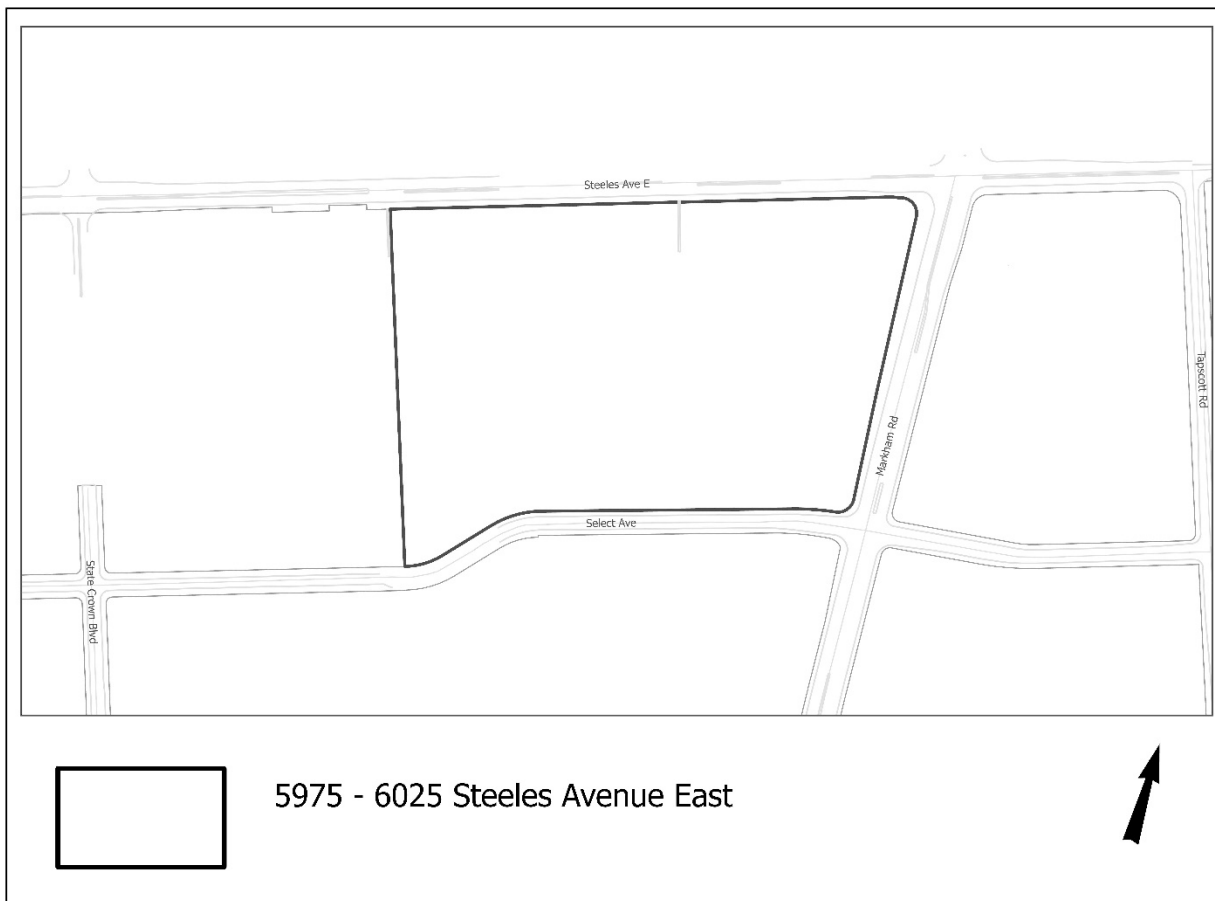 Steeles Ave E
Tapscott Rd
Markham Rd
Select Ave
State Crown Blvd
5975 - 6025 Steeles Avenue East